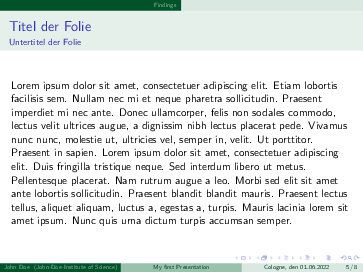 Findings
Titel der Folie
Untertitel der Folie
Lorem ipsum dolor sit amet, consectetuer adipiscing elit. Etiam lobortis
facilisis sem. Nullam nec mi et neque pharetra sollicitudin. Praesent
imperdiet mi nec ante. Donec ullamcorper, felis non sodales commodo,
lectus velit ultrices augue, a dignissim nibh lectus placerat pede. Vivamus
nunc nunc, molestie ut, ultricies vel, semper in, velit. Ut porttitor.
Praesent in sapien. Lorem ipsum dolor sit amet, consectetuer adipiscing
elit. Duis fringilla tristique neque. Sed interdum libero ut metus.
Pellentesque placerat. Nam rutrum augue a leo. Morbi sed elit sit amet
ante lobortis sollicitudin. Praesent blandit blandit mauris. Praesent lectus
tellus, aliquet aliquam, luctus a, egestas a, turpis. Mauris lacinia lorem sit
amet ipsum. Nunc quis urna dictum turpis accumsan semper.
John Doe (John-Doe-Institute of Science) My first Presentation Cologne, den 01.06.2022 5 / 6